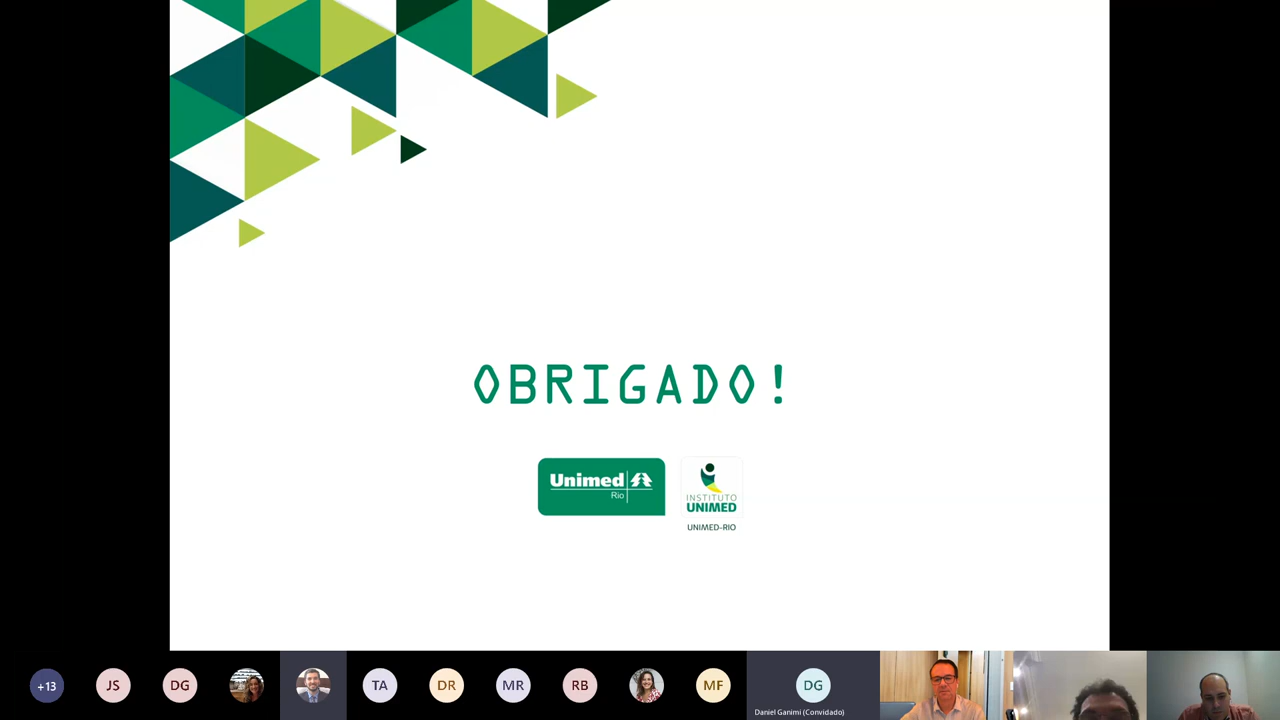 OBRIGADO!
Unimed
Rio
INSTITUTO
UNIMED
UNIMED-RIO
+13
JS
DG
TA
DR
MR
RB
MF
DG
Daniel Ganimi (Convidado)